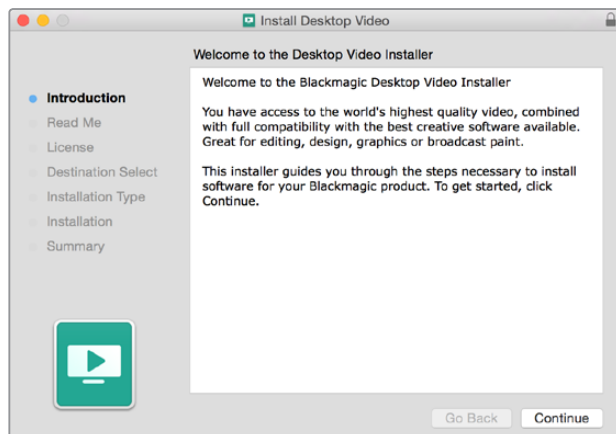 Install Desktop Video
Welcome to the Desktop Video Installer
Introduction
Read Me
License
Destination Select
Installation Type
Installation
Summary
Welcome to the Blackmagic Desktop Video Installer
You have access to the world's highest quality video, combined
with full compatibility with the best creative software available.
Great for editing, design, graphics or broadcast paint.
This installer guides you through the steps necessary to install
software for your Blackmagic product. To get started, click
Continue.
Go Back
Continue